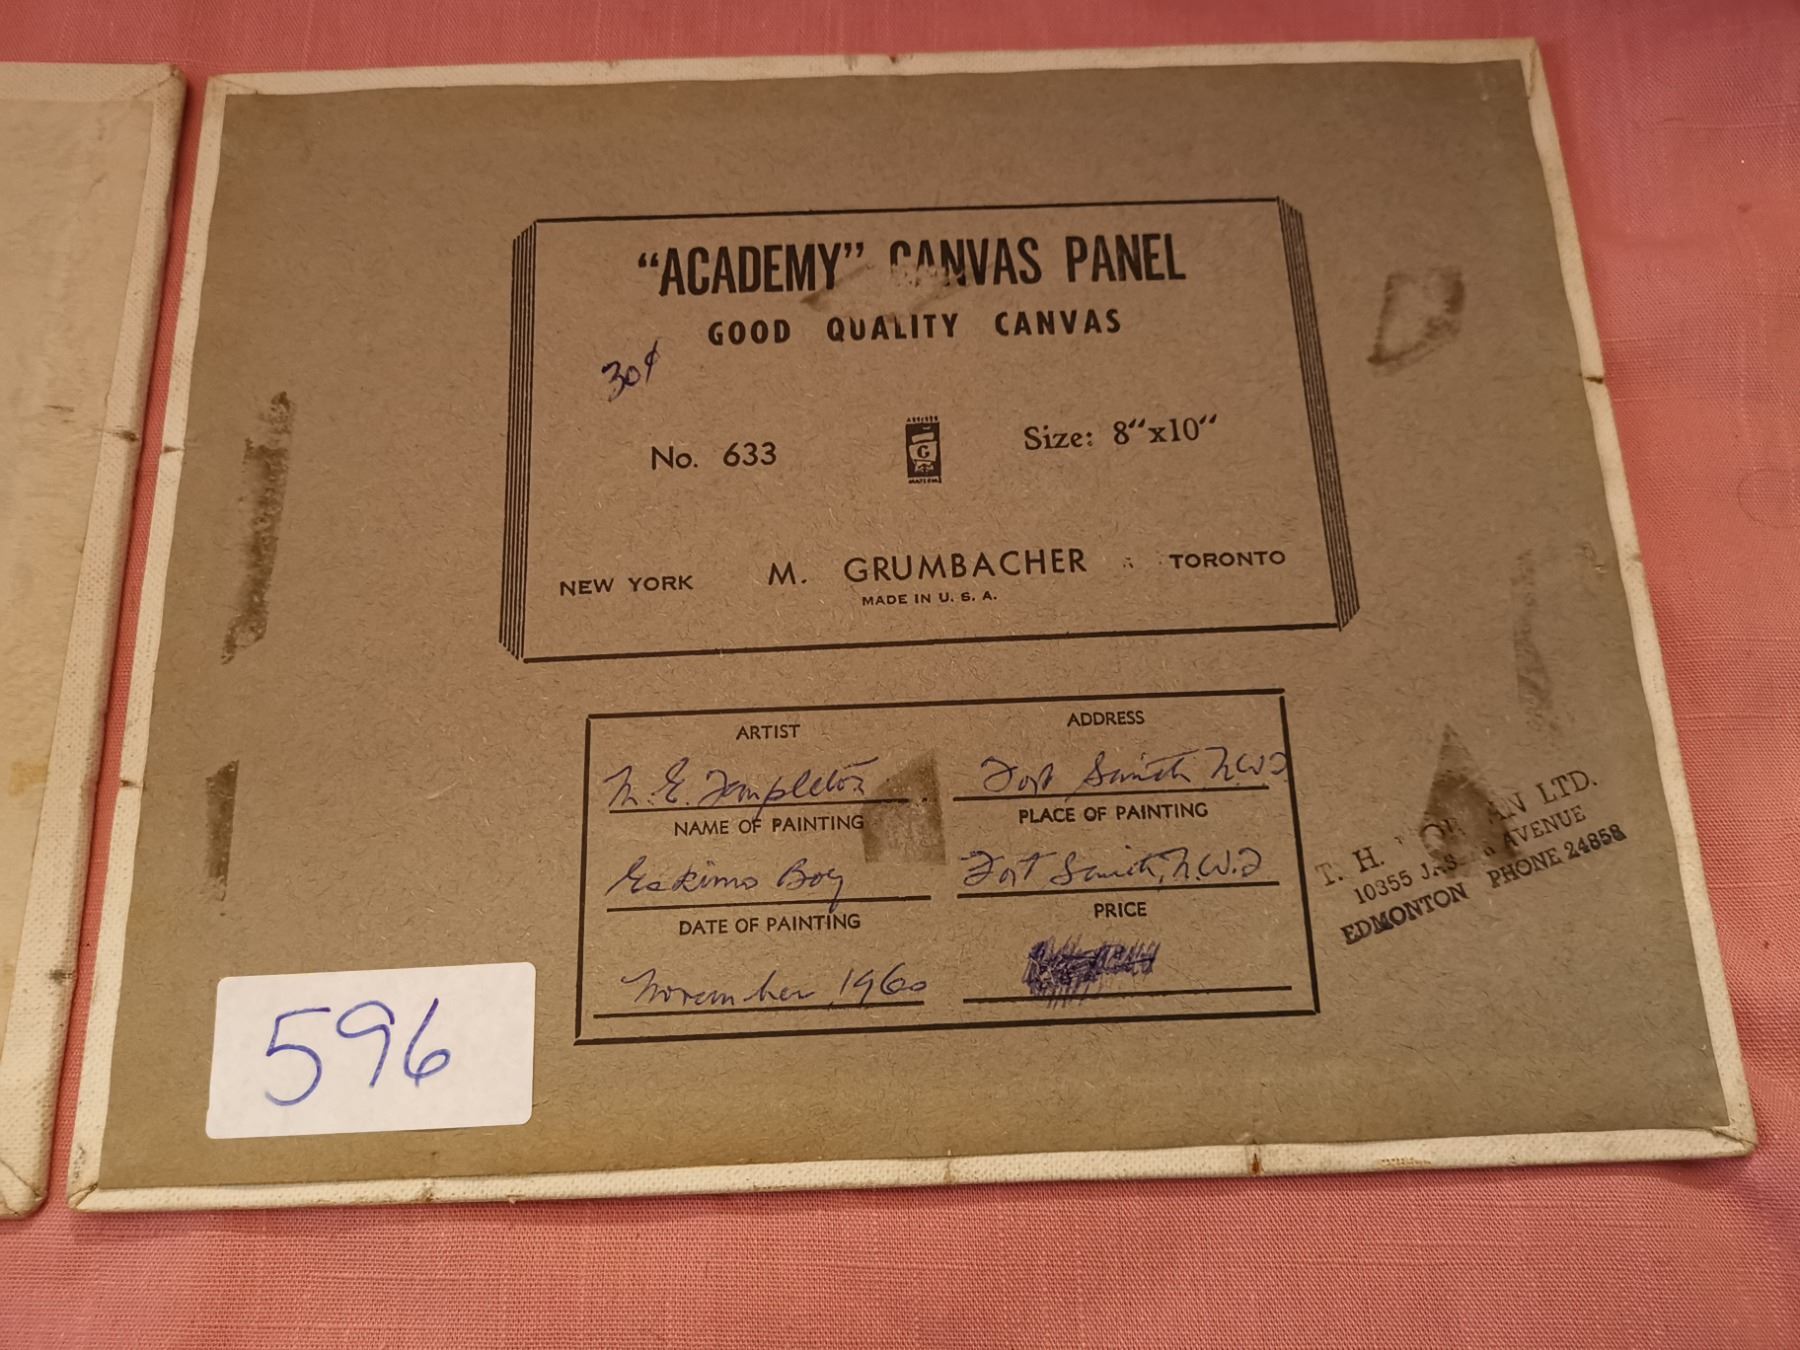 "ACADEMY" CANVAS PANEL
GOOD QUALITY CANVAS
30¢
No. 633
G
Size: 8"x10"
NEW YORK M. GRUMBACHER TORONTO
MADE IN U. S. A.
ARTIST ADDRESS
E. Templeton Fort Smith N.W.T
NAME OF PAINTING PLACE OF PAINTING
Eskimo Boy Fort Smith, N.W.T
DATE OF PAINTING PRICE
November, 1960
T. H. LTD.
10355 AVENUE
EDMONTON PHONE 24858
596